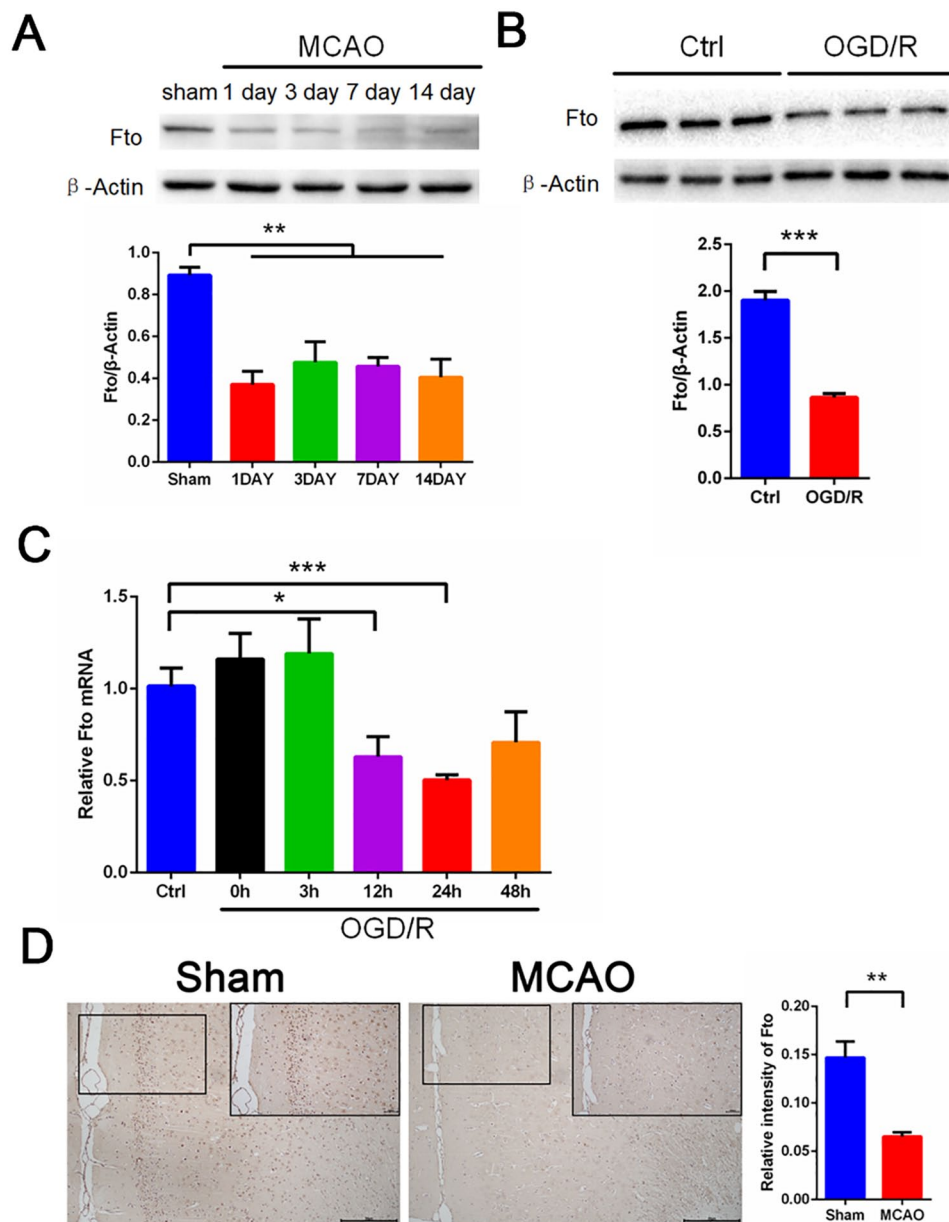 A
MCAO
sham 1 day 3 day 7 day 14 day
Fto
β-Actin
**
Fto/β-Actin
1.0
0.8
0.6
0.4
0.2
0.0
Sham 1DAY 3DAY 7DAY 14DAY
B
Ctrl OGD/R
Fto
β-Actin
***
Fto/β-Actin
2.5
2.0
1.5
1.0
0.5
0.0
Ctrl OGD/R
C
***
*
Relative Fto mRNA
1.5
1.0
0.5
0.0
Ctrl 0h 3h 12h 24h 48h
OGD/R
D
Sham MCAO
**
Relative intensity of Fto
0.20
0.15
0.10
0.05
0.00
Sham MCAO